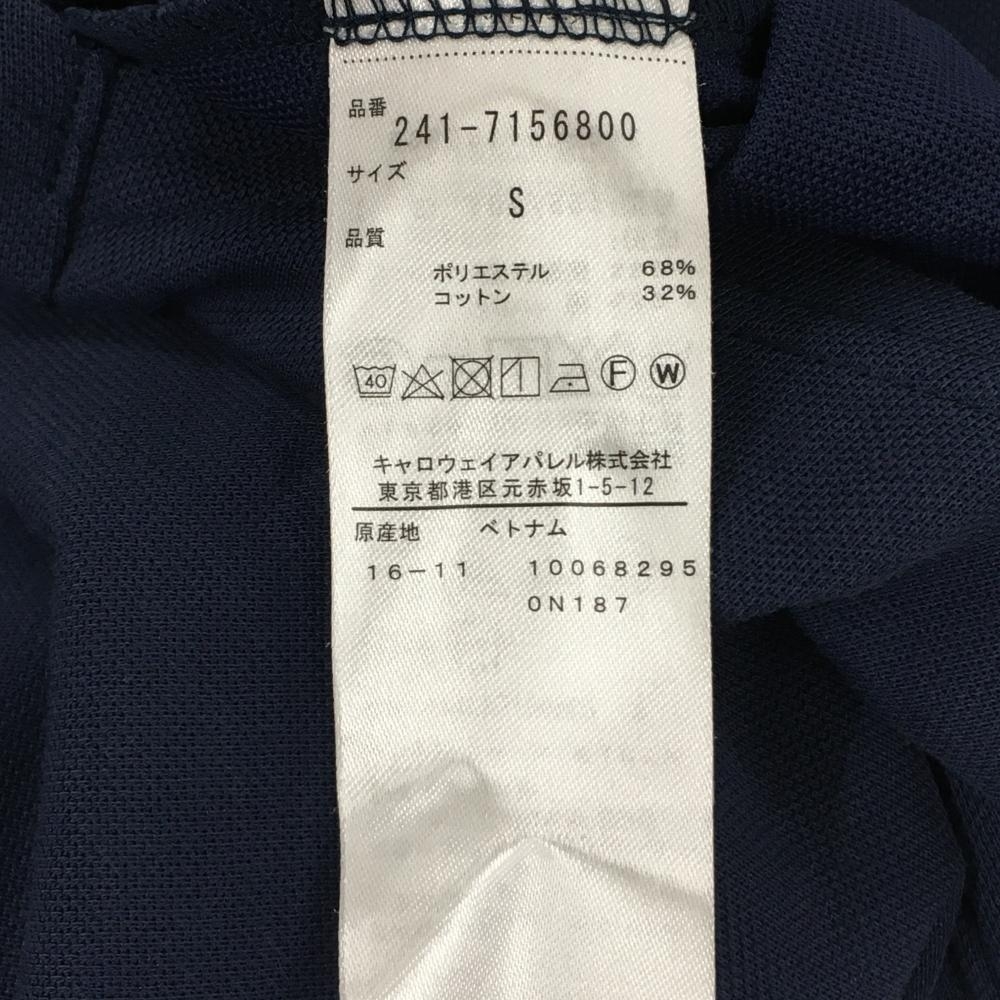 品番
241-7156800
サイズ
S
品質
ポリエステル 68%
コットン 32%
40 F W
キャロウェイアパレル株式会社
東京都港区元赤坂1-5-12
原産地 ベトナム
16-11 10068295
0N187